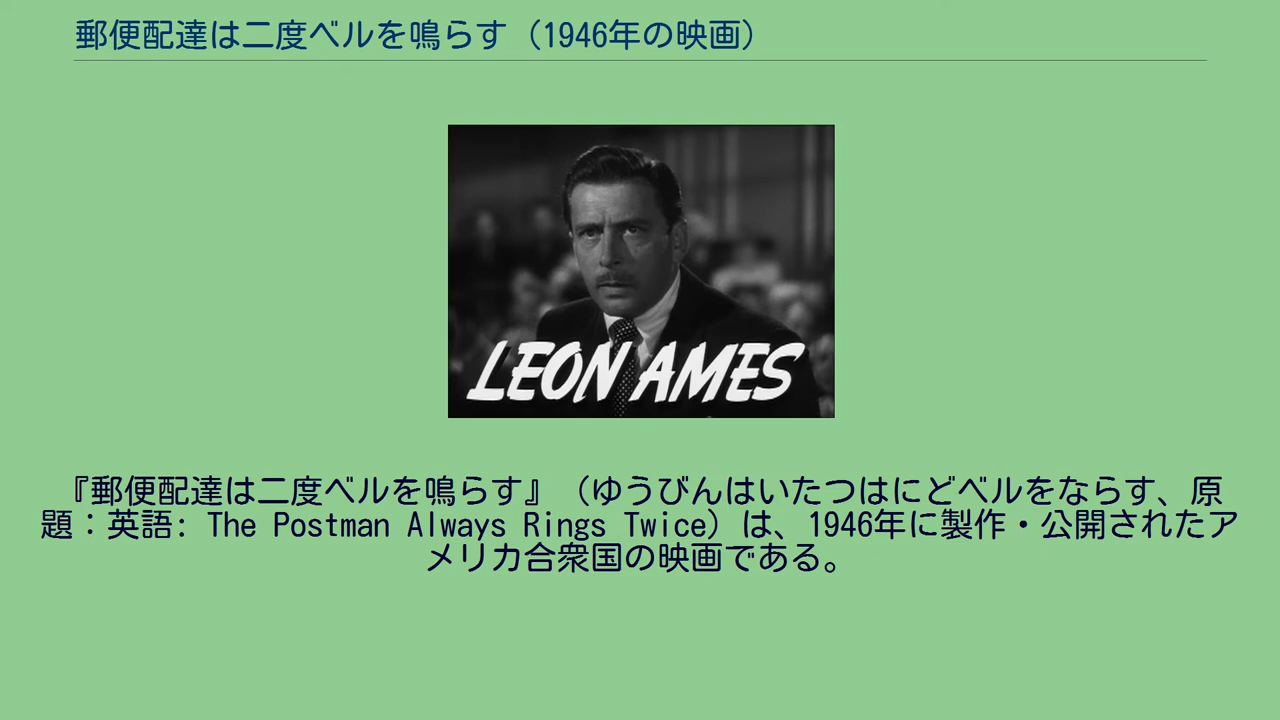 郵便配達は二度ベルを鳴らす（1946年の映画）
LEON AMES
『郵便配達は二度ベルを鳴らす』（ゆうびんはいたつはにどベルをならす、原
題：英語: The Postman Always Rings Twice）は、1946年に製作・公開されたア
メリカ合衆国の映画である。